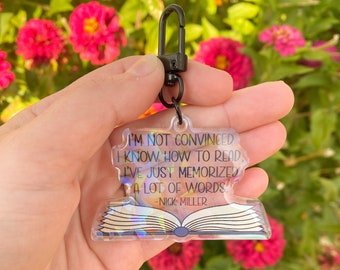 I'M NOT CONVINCED
I KNOW HOW TO READ,
I'VE JUST MEMORIZED
A LOT OF WORDS.
-NICK MILLER